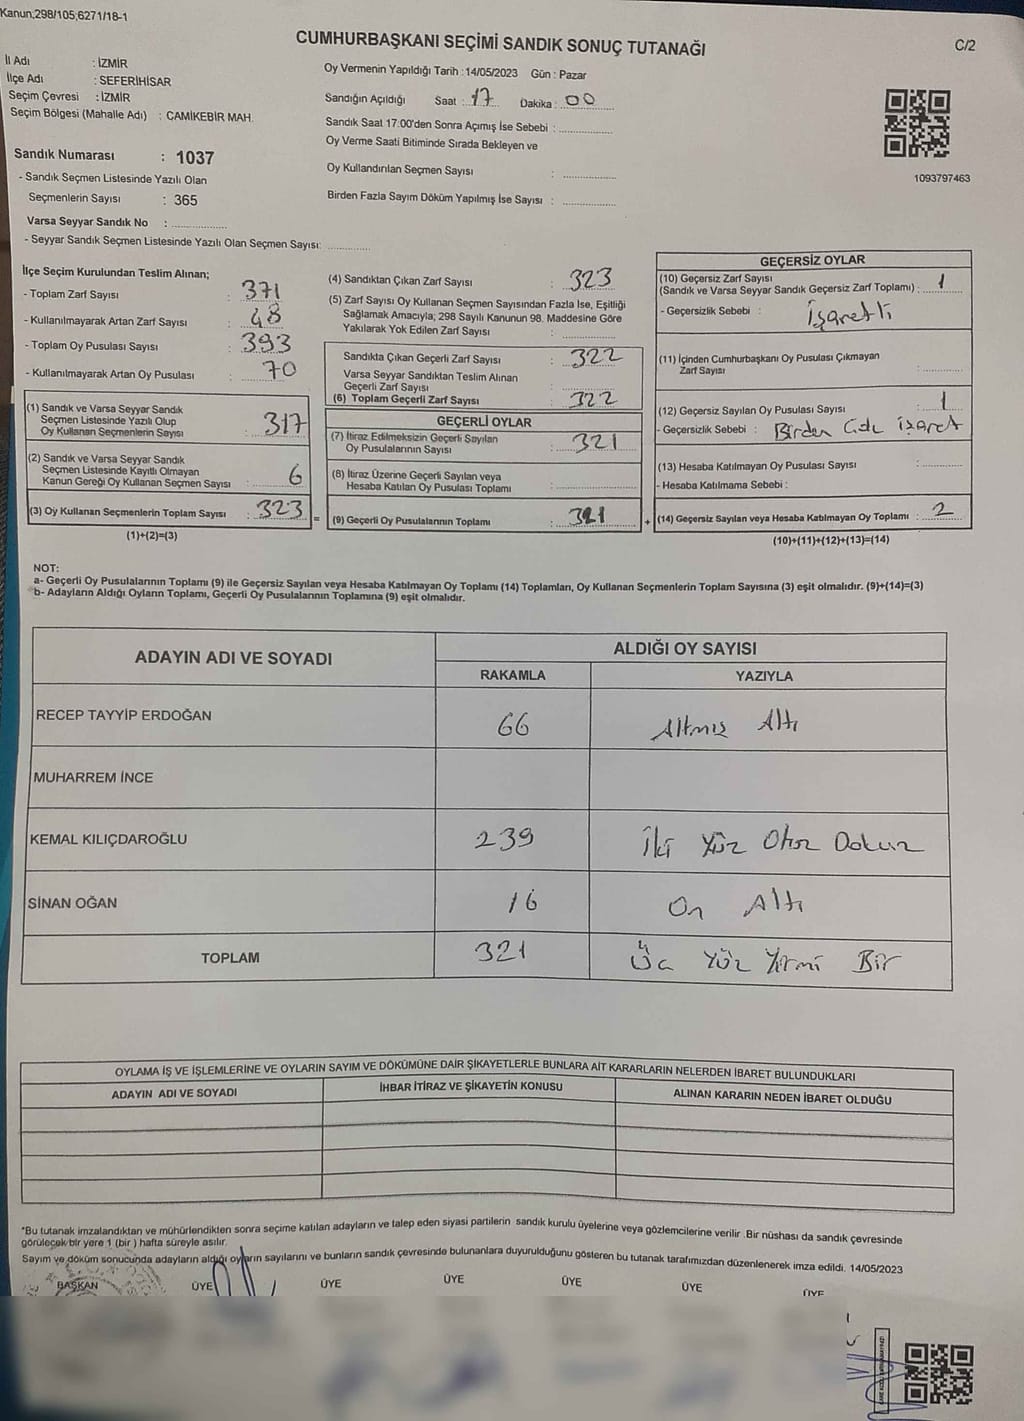 Kanun;298/105;6271/18-1
CUMHURBAŞKANI SEÇİMİ SANDIK SONUÇ TUTANAĞI
C/2
İl Adı : İZMİR
İlçe Adı : SEFERİHİSAR
Seçim Çevresi : İZMİR
Seçim Bölgesi (Mahalle Adı) : CAMİKEBİR MAH.
Sandık Numarası : 1037
- Sandık Seçmen Listesinde Yazılı Olan
Seçmenlerin Sayısı : 365
Varsa Seyyar Sandık No :
- Seyyar Sandık Seçmen Listesinde Yazılı Olan Seçmen Sayısı:
Oy Vermenin Yapıldığı Tarih : 14/05/2023 Gün : Pazar
Sandığın Açıldığı Saat : 17 Dakika : 00
Sandık Saat 17:00'den Sonra Açımış İse Sebebi :
Oy Verme Saati Bitiminde Sırada Bekleyen ve
Oy Kullandırılan Seçmen Sayısı :
Birden Fazla Sayım Döküm Yapılmış İse Sayısı :
1093797463
İlçe Seçim Kurulundan Teslim Alınan;
- Toplam Zarf Sayısı : 371
- Kullanılmayarak Artan Zarf Sayısı : 48
- Toplam Oy Pusulası Sayısı : 393
- Kullanılmayarak Artan Oy Pusulası : 70
(1) Sandık ve Varsa Seyyar Sandık
Seçmen Listesinde Yazılı Olup
Oy Kullanan Seçmenlerin Sayısı : 317
(2) Sandık ve Varsa Seyyar Sandık
Seçmen Listesinde Kayıtlı Olmayan
Kanun Gereği Oy Kullanan Seçmen Sayısı : 6
(3) Oy Kullanan Seçmenlerin Toplam Sayısı : 323 =
(1)+(2)=(3)
(4) Sandıktan Çıkan Zarf Sayısı : 323
(5) Zarf Sayısı Oy Kullanan Seçmen Sayısından Fazla İse, Eşitliği
Sağlamak Amacıyla; 298 Sayılı Kanunun 98. Maddesine Göre
Yakılarak Yok Edilen Zarf Sayısı :
Sandıkta Çıkan Geçerli Zarf Sayısı : 322
Varsa Seyyar Sandıktan Teslim Alınan
Geçerli Zarf Sayısı :
(6) Toplam Geçerli Zarf Sayısı : 322
GEÇERLİ OYLAR
(7) İtiraz Edilmeksizin Geçerli Sayılan
Oy Pusulalarının Sayısı : 321
(8) İtiraz Üzerine Geçerli Sayılan veya
Hesaba Katılan Oy Pusulası Toplamı :
(9) Geçerli Oy Pusulalarının Toplamı : 321 +
GEÇERSİZ OYLAR
(10) Geçersiz Zarf Sayısı
(Sandık ve Varsa Seyyar Sandık Geçersiz Zarf Toplamı) : 1
- Geçersizlik Sebebi : İşaretli
(11) İçinden Cumhurbaşkanı Oy Pusulası Çıkmayan
Zarf Sayısı :
(12) Geçersiz Sayılan Oy Pusulası Sayısı : 1
- Geçersizlik Sebebi : Birden işaret
(13) Hesaba Katılmayan Oy Pusulası Sayısı :
- Hesaba Katılmama Sebebi :
(14) Geçersiz Sayılan veya Hesaba Katılmayan Oy Toplamı : 2
(10)+(11)+(12)+(13)=(14)
NOT:
a- Geçerli Oy Pusulalarının Toplamı (9) ile Geçersiz Sayılan veya Hesaba Katılmayan Oy Toplamı (14) Toplamları, Oy Kullanan Seçmenlerin Toplam Sayısına (3) eşit olmalıdır. (9)+(14)=(3)
b- Adayların Aldığı Oyların Toplamı, Geçerli Oy Pusulalarının Toplamına (9) eşit olmalıdır.
ADAYIN ADI VE SOYADI
ALDIĞI OY SAYISI
RAKAMLA YAZIYLA
RECEP TAYYİP ERDOĞAN 66 Altmış Altı
MUHARREM İNCE
KEMAL KILIÇDAROĞLU 239 İki Yüz Otuz Dokuz
SİNAN OĞAN 16 On Altı
TOPLAM 321 Üç Yüz Yirmi Bir
OYLAMA İŞ VE İŞLEMLERİNE VE OYLARIN SAYIM VE DÖKÜMÜNE DAİR ŞİKAYETLERLE BUNLARA AİT KARARLARIN NELERDEN İBARET BULUNDUKLARI
ADAYIN ADI VE SOYADI İHBAR İTİRAZ VE ŞİKAYETİN KONUSU ALINAN KARARIN NEDEN İBARET OLDUĞU
*Bu tutanak imzalandıktan ve mühürlendikten sonra seçime katılan adayların ve talep eden siyasi partilerin sandık kurulu üyelerine veya gözlemcilerine verilir. Bir nüshası da sandık çevresinde
görülecek bir yere 1 (bir ) hafta süreyle asılır.
Sayım ve döküm sonucunda adayların aldığı oyların sayılarını ve bunların sandık çevresinde bulunanlara duyurulduğunu gösteren bu tutanak tarafımızdan düzenlenerek imza edildi. 14/05/2023
BAŞKAN ÜYE ÜYE ÜYE ÜYE ÜYE ÜYE